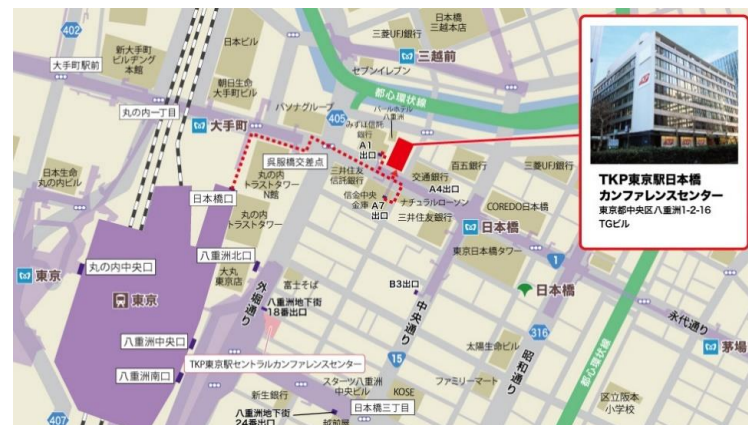 402
新大手町
ビルヂング
本館
大手町駅前
日本ビル
朝日生命
大手町ビル
パソナグループ
丸の内一丁目
大手町
405
三菱UFJ銀行
日本橋
三越本店
三越前
セブンイレブン
都心環状線
パールホテル
八重洲
みずほ信託
銀行
A1
出口
呉服橋交差点
丸の内
トラストタワー
N館
三井住友
信託銀行
信金中央
金庫
A7
出口
交通銀行
A4出口
百五銀行
三菱UFJ銀行
ナチュラルローソン
三井住友銀行
COREDO日本橋
日本橋
東京日本橋タワー
1
日本生命
丸の内ビル
日本橋口
丸の内
トラストタワー
東京
丸の内中央口
東京
八重洲北口
大丸
東京店
外堀通り
富士そば
八重洲地下街
18番出口
B3出口
中央通り
日本橋
永代通り
316
茅場
八重洲中央口
八重洲南口
TKP東京駅セントラルカンファレンスセンター
15
太陽生命ビル
昭和通り
都心環状線
新生銀行
スターツ八重洲
中央ビル
KOSE
ファミリーマート
区立阪本
小学校
日本橋三丁目
八重洲地下街
24番出口
越前屋
407
TKP東京駅日本橋
カンファレンスセンター
東京都中央区八重洲1-2-16
TGビル